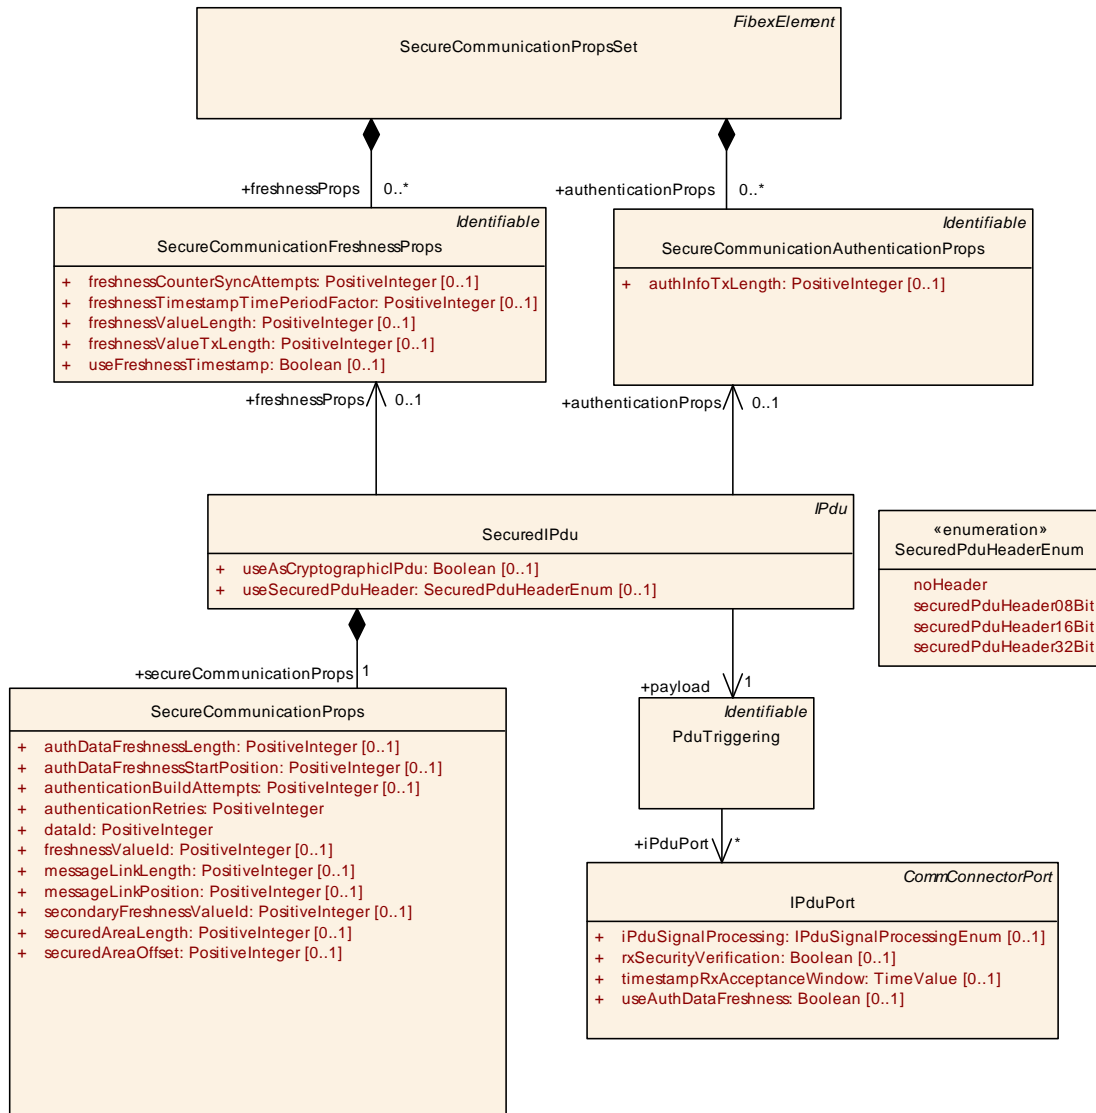 FibexElement
SecureCommunicationPropsSet
+freshnessProps 0..*
+authenticationProps 0..*
Identifiable
SecureCommunicationFreshnessProps
+ freshnessCounterSyncAttempts: PositiveInteger [0..1]
+ freshnessTimestampTimePeriodFactor: PositiveInteger [0..1]
+ freshnessValueLength: PositiveInteger [0..1]
+ freshnessValueTxLength: PositiveInteger [0..1]
+ useFreshnessTimestamp: Boolean [0..1]
Identifiable
SecureCommunicationAuthenticationProps
+ authInfoTxLength: PositiveInteger [0..1]
+freshnessProps 0..1
+authenticationProps 0..1
IPdu
SecuredIPdu
+ useAsCryptographicIPdu: Boolean [0..1]
+ useSecuredPduHeader: SecuredPduHeaderEnum [0..1]
«enumeration»
SecuredPduHeaderEnum
noHeader
securedPduHeader08Bit
securedPduHeader16Bit
securedPduHeader32Bit
+secureCommunicationProps 1
+payload 1
SecureCommunicationProps
+ authDataFreshnessLength: PositiveInteger [0..1]
+ authDataFreshnessStartPosition: PositiveInteger [0..1]
+ authenticationBuildAttempts: PositiveInteger [0..1]
+ authenticationRetries: PositiveInteger
+ dataId: PositiveInteger
+ freshnessValueId: PositiveInteger [0..1]
+ messageLinkLength: PositiveInteger [0..1]
+ messageLinkPosition: PositiveInteger [0..1]
+ secondaryFreshnessValueId: PositiveInteger [0..1]
+ securedAreaLength: PositiveInteger [0..1]
+ securedAreaOffset: PositiveInteger [0..1]
Identifiable
PduTriggering
+iPduPort *
CommConnectorPort
IPduPort
+ iPduSignalProcessing: IPduSignalProcessingEnum [0..1]
+ rxSecurityVerification: Boolean [0..1]
+ timestampRxAcceptanceWindow: TimeValue [0..1]
+ useAuthDataFreshness: Boolean [0..1]